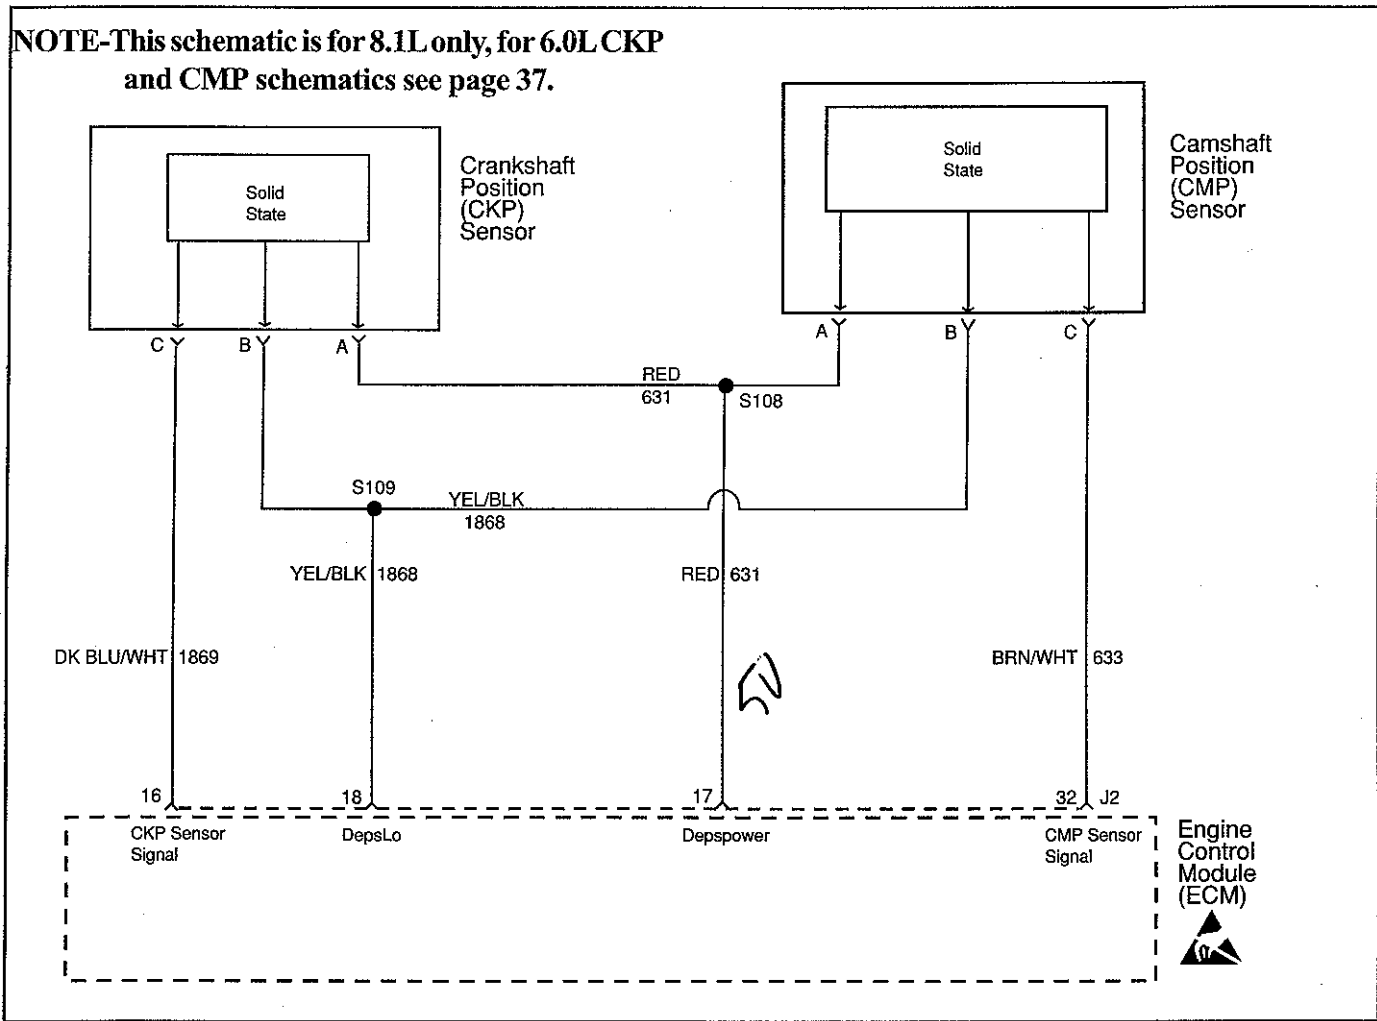 NOTE-This schematic is for 8.1L only, for 6.0L CKP
and CMP schematics see page 37.
Solid
State
Crankshaft
Position
(CKP)
Sensor
Solid
State
Camshaft
Position
(CMP)
Sensor
C
B
A
A
B
C
RED
631
S108
S109
YEL/BLK
1868
YEL/BLK 1868
RED 631
DK BLU/WHT 1869
BRN/WHT 633
16
18
17
32 J2
CKP Sensor
Signal
DepsLo
Depspower
CMP Sensor
Signal
Engine
Control
Module
(ECM)